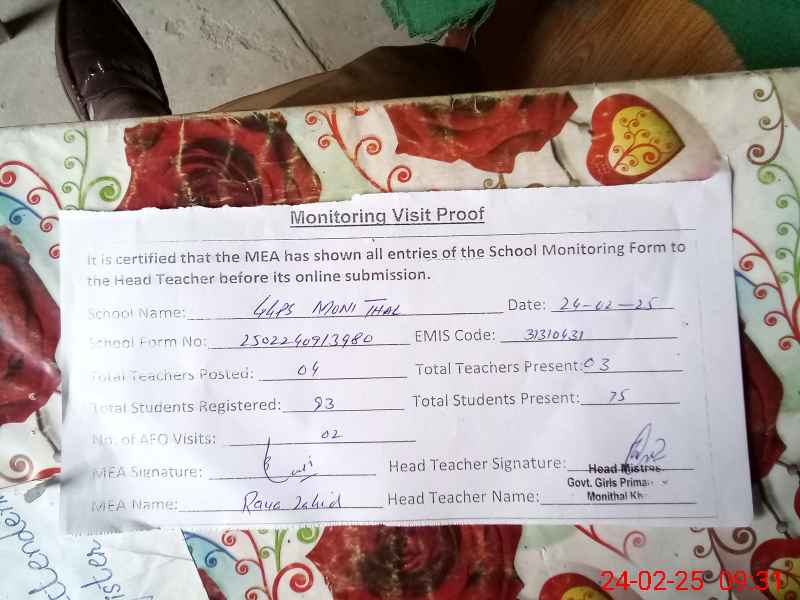 Monitoring Visit Proof
It is certified that the MEA has shown all entries of the School Monitoring Form to
the Head Teacher before its online submission.
School Name: GGPS MONI THAL Date: 24-02-25
School Form No: 2502240913980 EMIS Code: 31310431
Total Teachers Posted: 04 Total Teachers Present: 03
Total Students Registered: 93 Total Students Present: 75
No. of AEO Visits: 02
MEA Signature: Head Teacher Signature:
Head Mistres
Govt. Girls Prima
MEA Name: Rana Zahid Head Teacher Name: Monithal Kh
24-02-25 09:31